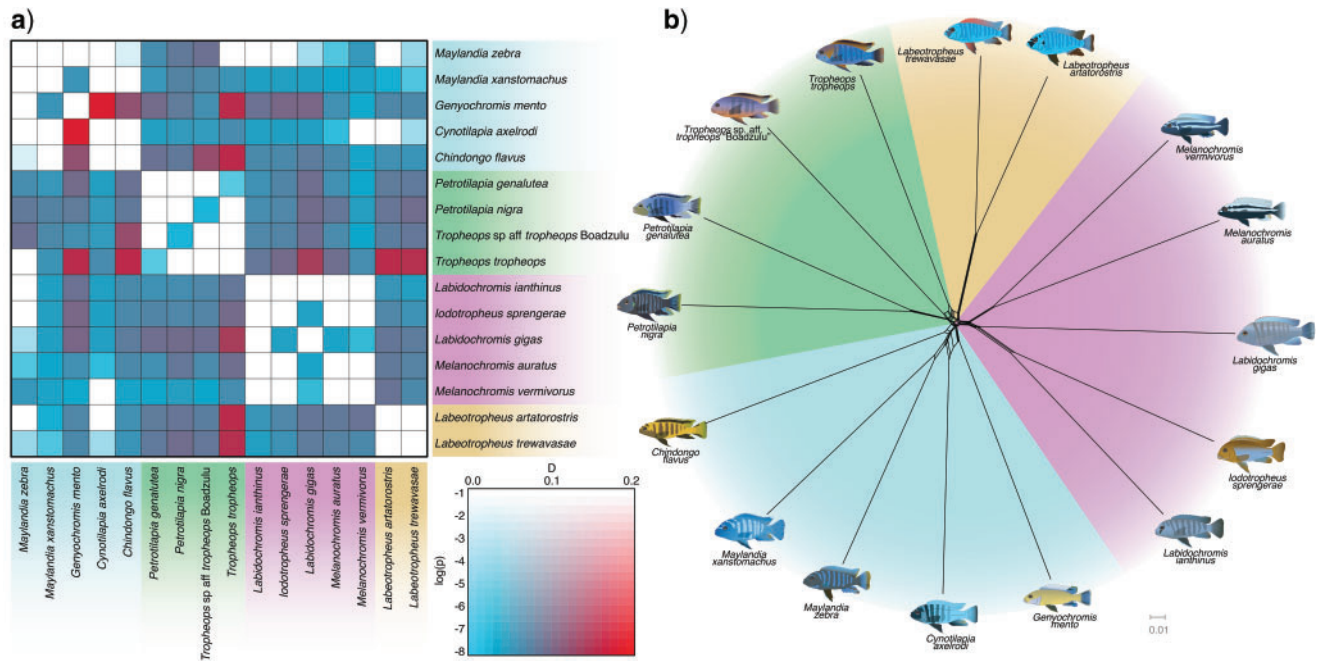 a)
Maylandia zebra
Maylandia xanstomachus
Genyochromis mento
Cynotilapia axelrodi
Chindongo flavus
Petrotilapia genalutea
Petrotilapia nigra
Tropheops sp aff tropheops Boadzulu
Tropheops tropheops
Labidochromis ianthinus
Iodotropheus sprengerae
Labidochromis gigas
Melanochromis auratus
Melanochromis vermivorus
Labeotropheus artatorostris
Labeotropheus trewavasae
Maylandia zebra
Maylandia xanstomachus
Genyochromis mento
Cynotilapia axelrodi
Chindongo flavus
Petrotilapia genalutea
Petrotilapia nigra
Tropheops sp aff tropheops Boadzulu
Tropheops tropheops
Labidochromis ianthinus
Iodotropheus sprengerae
Labidochromis gigas
Melanochromis auratus
Melanochromis vermivorus
Labeotropheus artatorostris
Labeotropheus trewavasae
D
0.0 0.1 0.2
log(p)
-1
-2
-3
-4
-5
-6
-7
-8
b)
Labeotropheus
trewavasae
Labeotropheus
artatorostris
Tropheops
tropheops
Tropheops sp. aff.
tropheops "Boadzulu"
Melanochromis
vermivorus
Melanochromis
auratus
Petrotilapia
genalutea
Petrotilapia
nigra
Labidochromis
gigas
Chindongo
flavus
Iodotropheus
sprengerae
Maylandia
xanstomachus
Labidochromis
ianthinus
Maylandia
zebra
Cynotilapia
axelrodi
Genyochromis
mento
0.01